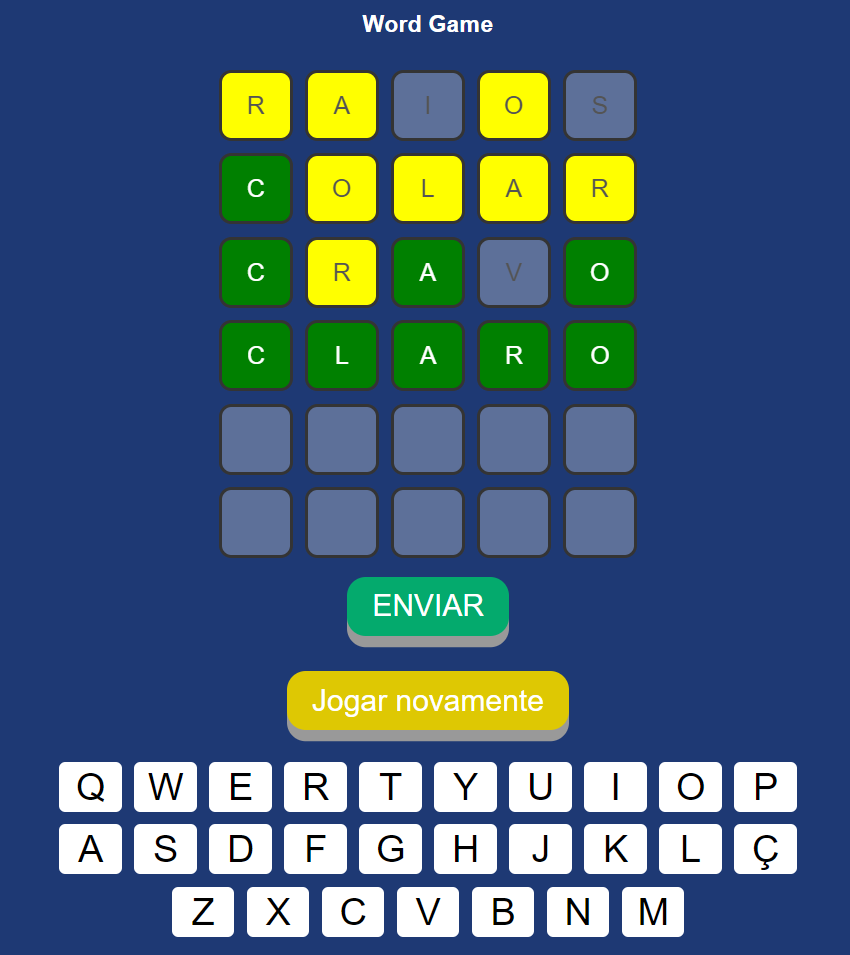 Word Game
R A I O S
C O L A R
C R A V O
C L A R O
ENVIAR
Jogar novamente
Q W E R T Y U I O P
A S D F G H J K L Ç
Z X C V B N M